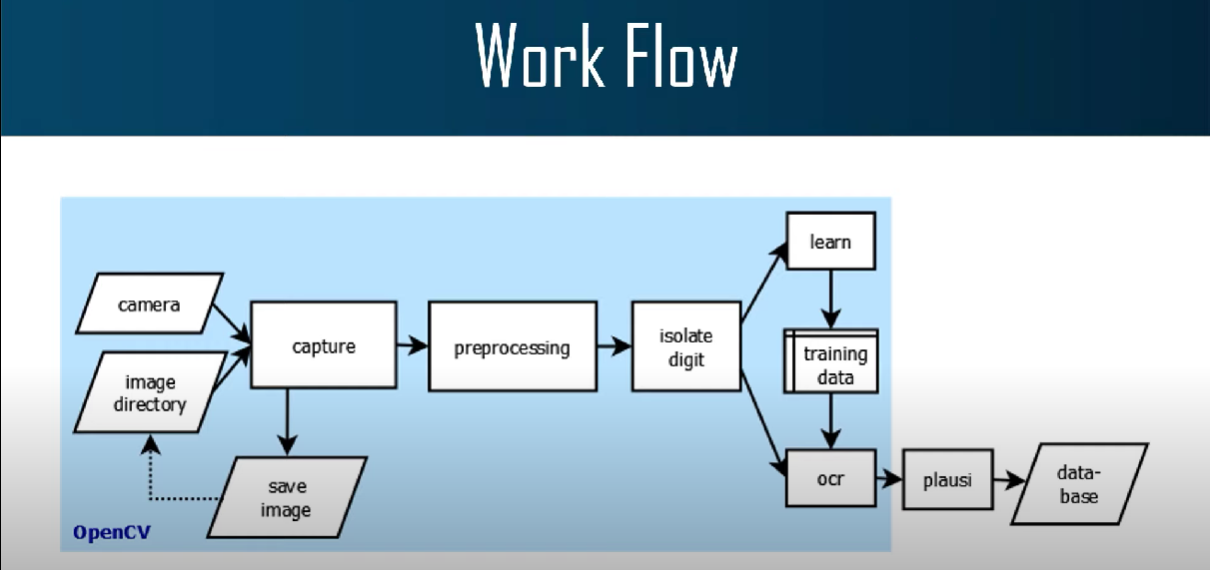 Work Flow
camera
image
directory
capture
save
image
preprocessing
isolate
digit
learn
training
data
ocr
plausi
data-
base
OpenCV